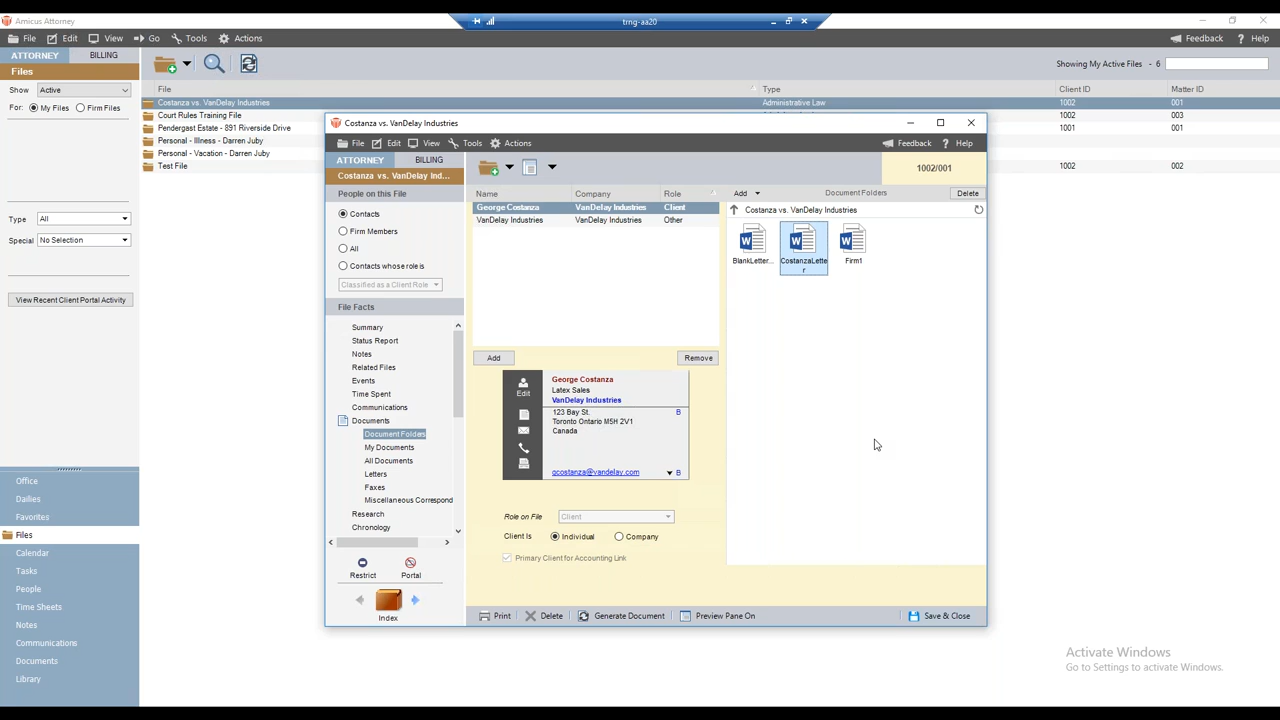 Amicus Attorney
trng-aa20
File Edit View Go Tools Actions Feedback ? Help
ATTORNEY BILLING
Files
Showing My Active Files - 6
Show Active
For: My Files Firm Files
Type All
Special No Selection
View Recent Client Portal Activity
File Type Client ID Matter ID
Costanza vs. VanDelay Industries Administrative Law 1002 001
Court Rules Training File 1002 003
Pendergast Estate - 891 Riverside Drive 1001 001
Personal - Illness - Darren Juby
Personal - Vacation - Darren Juby
Test File 1002 002
Costanza vs. VanDelay Industries
File Edit View Tools Actions Feedback ? Help
ATTORNEY BILLING
Costanza vs. VanDelay Ind...
1002/001
People on this File
Contacts
Firm Members
All
Contacts whose role is
Classified as a Client Role
File Facts
Summary
Status Report
Notes
Related Files
Events
Time Spent
Communications
Documents
Document Folders
My Documents
All Documents
Letters
Faxes
Miscellaneous Correspond
Research
Chronology
Restrict Portal
Index
Name Company Role
George Costanza VanDelay Industries Client
VanDelay Industries VanDelay Industries Other
Add Remove
Edit
George Costanza
Latex Sales
VanDelay Industries
123 Bay St. B
Toronto Ontario M5H 2V1
Canada
gcostanza@vandelay.com B
Role on File Client
Client Is Individual Company
Primary Client for Accounting Link
Add Document Folders Delete
Costanza vs. VanDelay Industries
BlankLetter...
CostanzaLette
r
Firm1
Print Delete Generate Document Preview Pane On Save & Close
Office
Dailies
Favorites
Files
Calendar
Tasks
People
Time Sheets
Notes
Communications
Documents
Library
Activate Windows
Go to Settings to activate Windows.